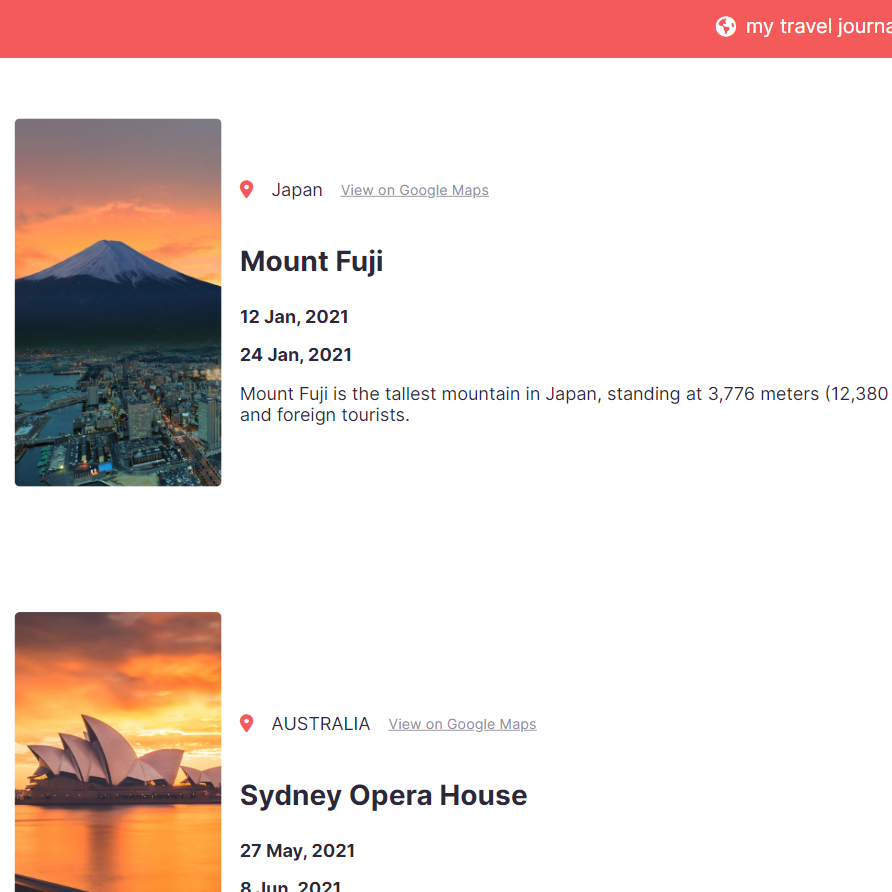 my travel journa
Japan View on Google Maps
Mount Fuji
12 Jan, 2021
24 Jan, 2021
Mount Fuji is the tallest mountain in Japan, standing at 3,776 meters (12,380
and foreign tourists.
AUSTRALIA View on Google Maps
Sydney Opera House
27 May, 2021
8 Jun, 2021